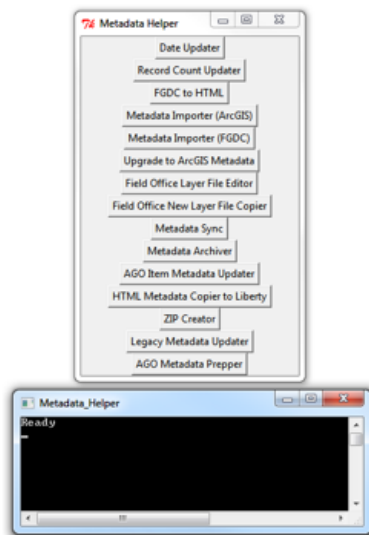 Metadata Helper
Date Updater
Record Count Updater
FGDC to HTML
Metadata Importer (ArcGIS)
Metadata Importer (FGDC)
Upgrade to ArcGIS Metadata
Field Office Layer File Editor
Field Office New Layer File Copier
Metadata Sync
Metadata Archiver
AGO Item Metadata Updater
HTML Metadata Copier to Liberty
ZIP Creator
Legacy Metadata Updater
AGO Metadata Prepper
Metadata_Helper
Ready